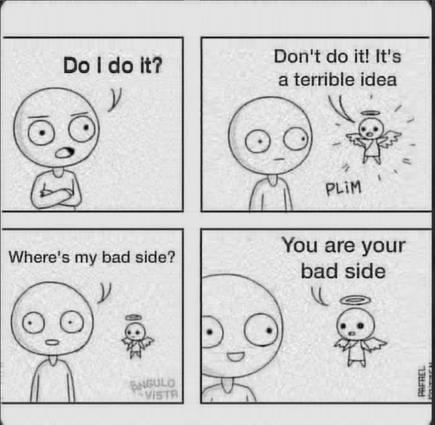 Do I do it?
Don't do it! It's
a terrible idea
PLiM
Where's my bad side?
ÂNGULO
VISTA
You are your
bad side
RAFAEL